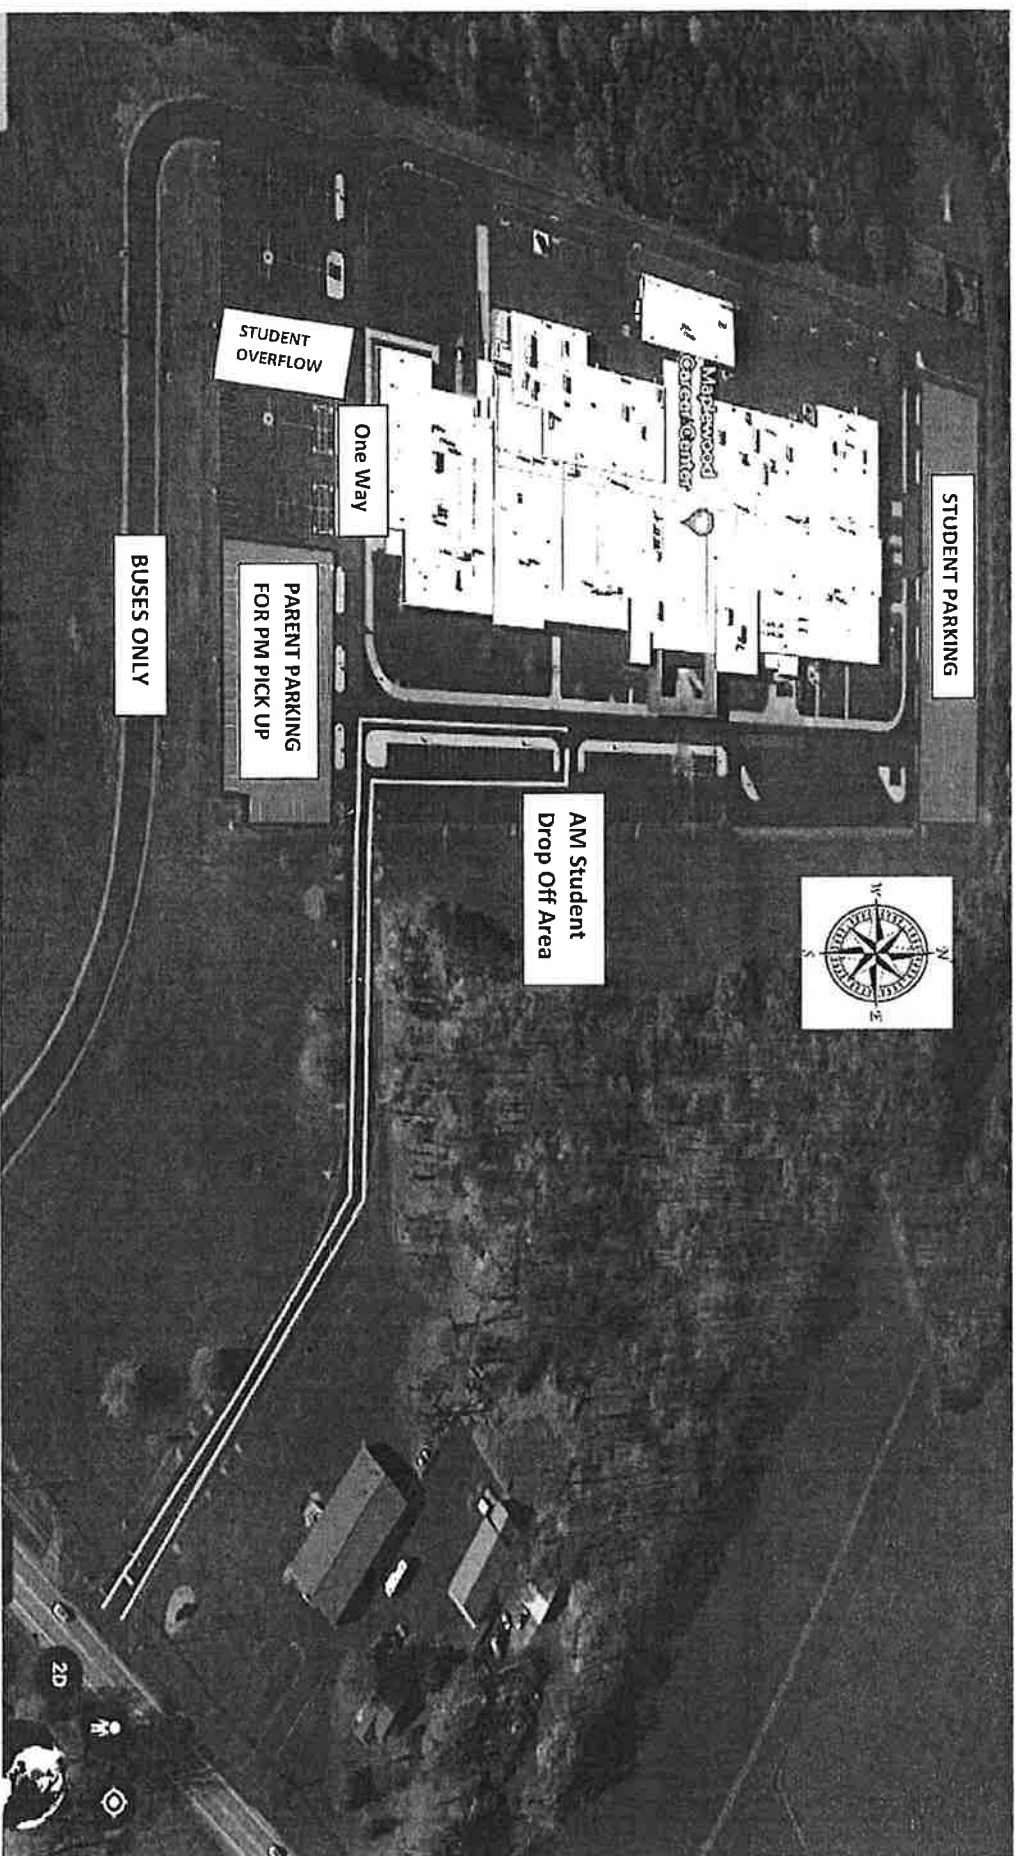 STUDENT PARKING
Maplewood
Career Center
N
W
E
S
AM Student
Drop Off Area
One Way
STUDENT
OVERFLOW
PARENT PARKING
FOR PM PICK UP
BUSES ONLY
2D